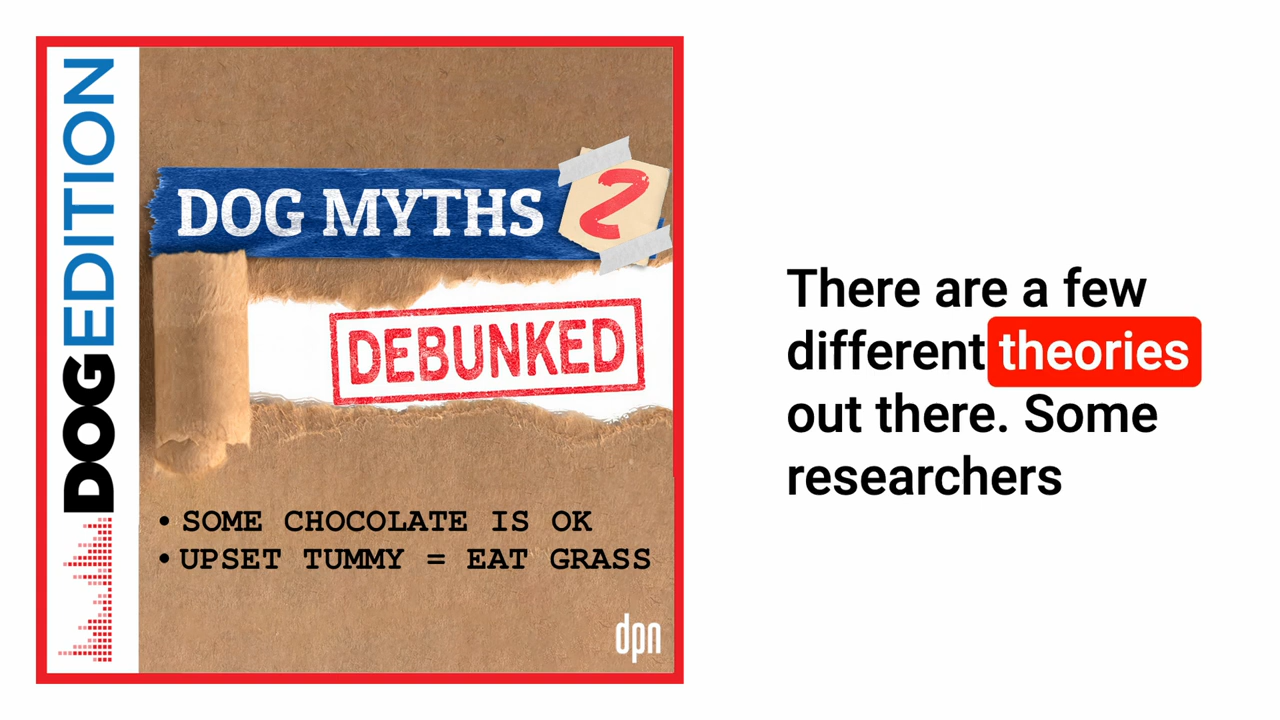 DOGEDITION
DOG MYTHS 2
DEBUNKED
• SOME CHOCOLATE IS OK
• UPSET TUMMY = EAT GRASS
dpn
There are a few
different theories
out there. Some
researchers